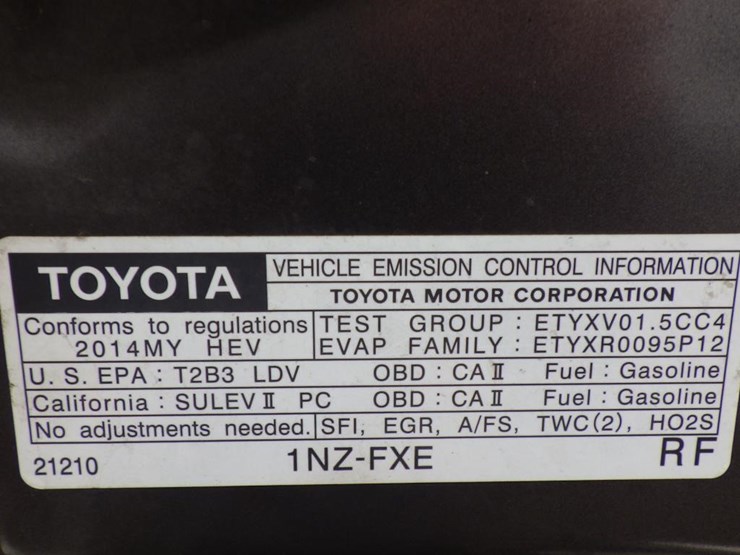 TOYOTA
VEHICLE EMISSION CONTROL INFORMATION
TOYOTA MOTOR CORPORATION
Conforms to regulations
2014MY HEV
TEST GROUP : ETYXV01.5CC4
EVAP FAMILY : ETYXR0095P12
U. S. EPA : T2B3 LDV OBD : CA II Fuel : Gasoline
California : SULEV II PC OBD : CA II Fuel : Gasoline
No adjustments needed. SFI, EGR, A/FS, TWC(2), HO2S
21210 1NZ-FXE RF